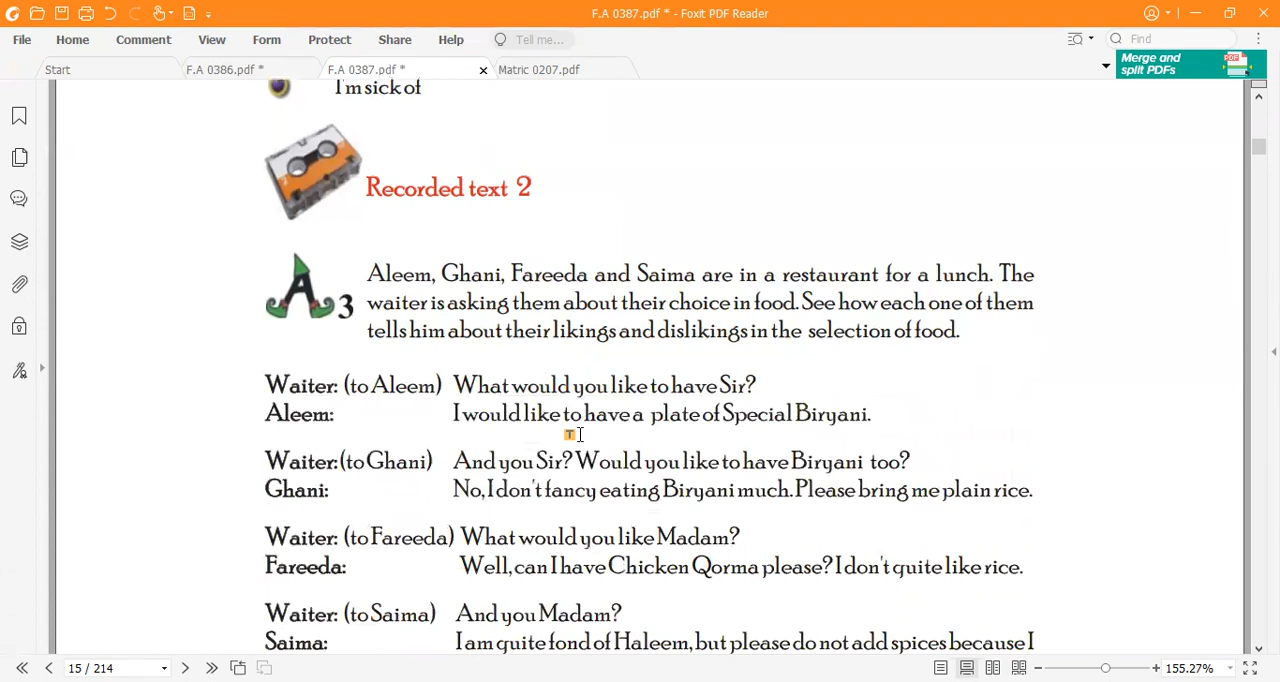 F.A 0387.pdf * - Foxit PDF Reader
File Home Comment View Form Protect Share Help Tell me... Find
Start F.A 0386.pdf * F.A 0387.pdf * Matric 0207.pdf
Merge and
split PDFs
I'm sick of
Recorded text 2
A3 Aleem, Ghani, Fareeda and Saima are in a restaurant for a lunch. The
waiter is asking them about their choice in food. See how each one of them
tells him about their likings and dislikings in the selection of food.
Waiter: (to Aleem) What would you like to have Sir?
Aleem: I would like to have a plate of Special Biryani.
Waiter:(to Ghani) And you Sir? Would you like to have Biryani too?
Ghani: No, I don't fancy eating Biryani much. Please bring me plain rice.
Waiter: (to Fareeda) What would you like Madam?
Fareeda: Well, can I have Chicken Qorma please? I don't quite like rice.
Waiter: (to Saima) And you Madam?
Saima: I am quite fond of Haleem, but please do not add spices because I
15 / 214 155.27%